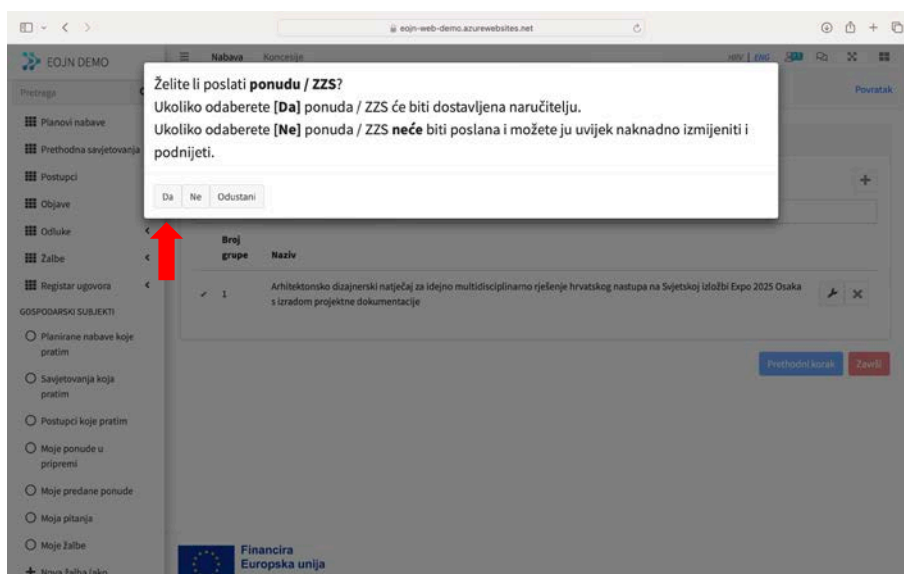 eojn-web-demo.azurewebsites.net
EOJN DEMO
Nabava Koncesije
HRV | ENG
Pretraga
Povratak
Želite li poslati ponudu / ZZS?
Ukoliko odaberete [Da] ponuda / ZZS će biti dostavljena naručitelju.
Ukoliko odaberete [Ne] ponuda / ZZS neće biti poslana i možete ju uvijek naknadno izmijeniti i
podnijeti.
Da Ne Odustani
Planovi nabave
Prethodna savjetovanja
Postupci
Objave
Odluke
Žalbe
Registar ugovora
GOSPODARSKI SUBJEKTI
Planirane nabave koje
pratim
Savjetovanja koja
pratim
Postupci koje pratim
Moje ponude u
pripremi
Moje predane ponude
Moja pitanja
Moje žalbe
Nova žalba (ako
Broj
grupe Naziv
1 Arhitektonsko dizajnerski natječaj za idejno multidisciplinarno rješenje hrvatskog nastupa na Svjetskoj izložbi Expo 2025 Osaka
s izradom projektne dokumentacije
Prethodni korak Završi
Financira
Europska unija